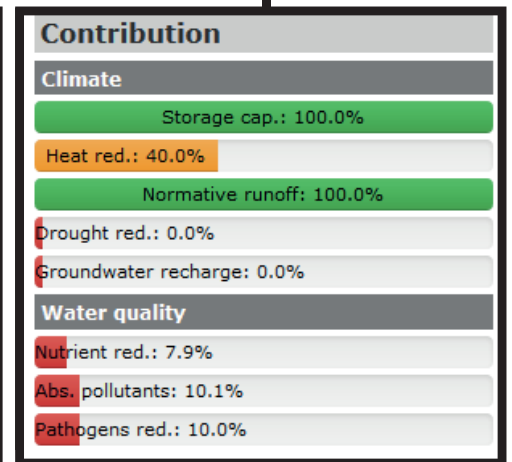 Contribution
Climate
Storage cap.: 100.0%
Heat red.: 40.0%
Normative runoff: 100.0%
Drought red.: 0.0%
Groundwater recharge: 0.0%
Water quality
Nutrient red.: 7.9%
Abs. pollutants: 10.1%
Pathogens red.: 10.0%